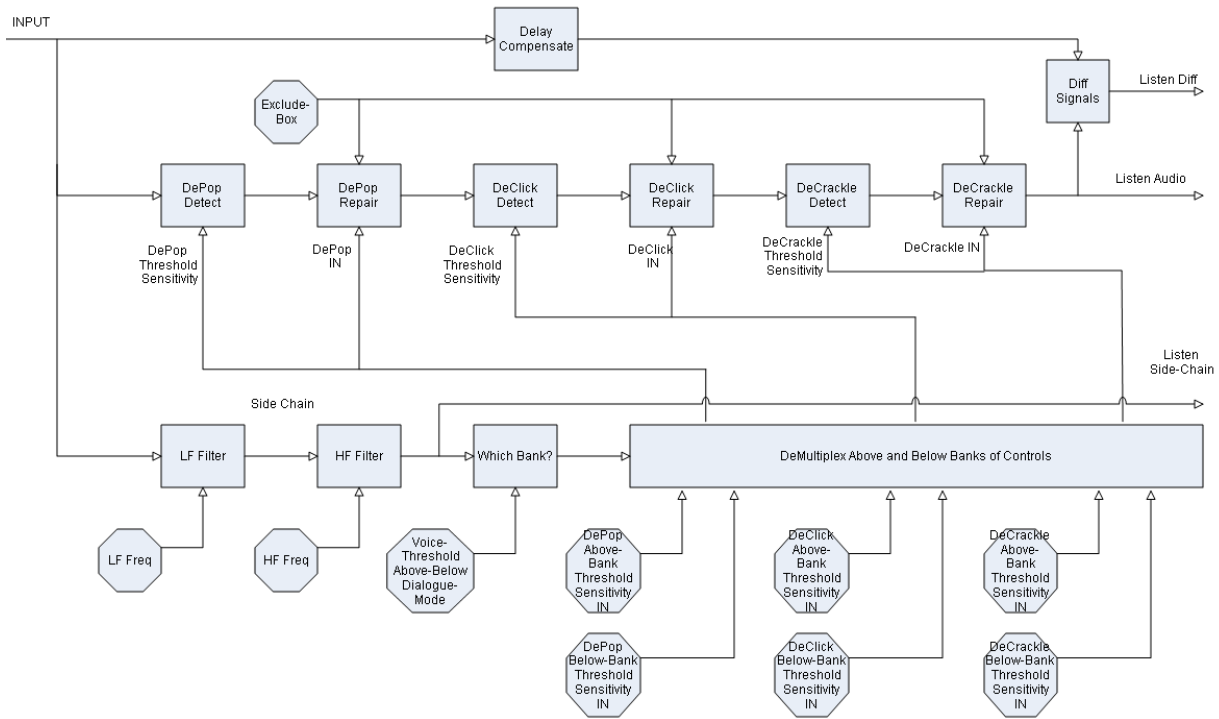 INPUT
Delay
Compensate
Diff
Signals
Listen Diff
Exclude-
Box
DePop
Detect
DePop
Repair
DeClick
Detect
DeClick
Repair
DeCrackle
Detect
DeCrackle
Repair
Listen Audio
DePop
Threshold
Sensitivity
DePop
IN
DeClick
Threshold
Sensitivity
DeClick
IN
DeCrackle
Threshold
Sensitivity
DeCrackle IN
Listen
Side-Chain
Side Chain
LF Filter
HF Filter
Which Bank?
DeMultiplex Above and Below Banks of Controls
LF Freq
HF Freq
Voice-
Threshold
Above-Below
Dialogue-
Mode
DePop
Above-
Bank
Threshold
Sensitivity
IN
DeClick
Above-
Bank
Threshold
Sensitivity
IN
DeCrackle
Above-
Bank
Threshold
Sensitivity
IN
DePop
Below-Bank
Threshold
Sensitivity
IN
DeClick
Below-Bank
Threshold
Sensitivity
IN
DeCrackle
Below-Bank
Threshold
Sensitivity
IN